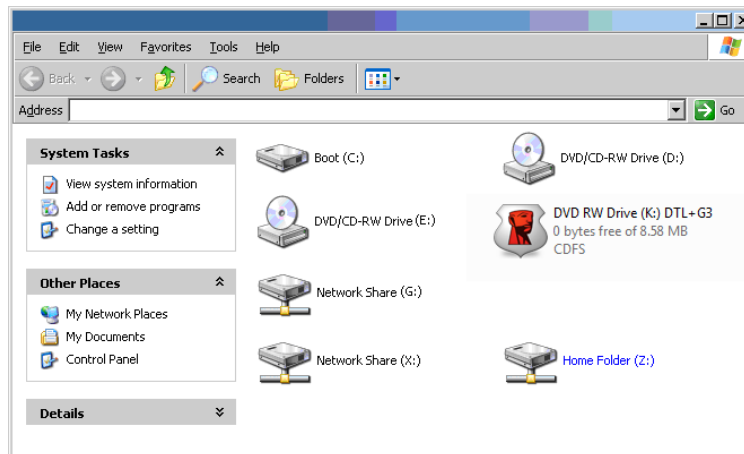 File Edit View Favorites Tools Help
Back Search Folders
Address Go
System Tasks
View system information
Add or remove programs
Change a setting
Other Places
My Network Places
My Documents
Control Panel
Details
Boot (C:)
DVD/CD-RW Drive (D:)
DVD/CD-RW Drive (E:)
DVD RW Drive (K:) DTL+G3
0 bytes free of 8.58 MB
CDFS
Network Share (G:)
Network Share (X:)
Home Folder (Z:)